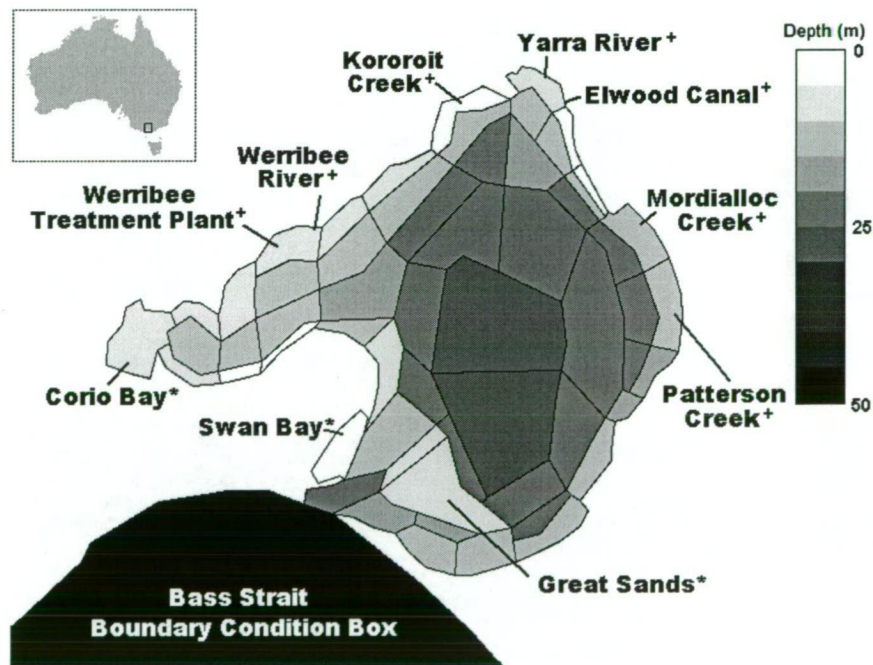 Depth (m)
0
25
50
Yarra River+
Kororoit
Creek+
Elwood Canal+
Werribee
River+
Werribee
Treatment Plant+
Mordialloc
Creek+
Corio Bay*
Patterson
Creek+
Swan Bay*
Great Sands*
Bass Strait
Boundary Condition Box